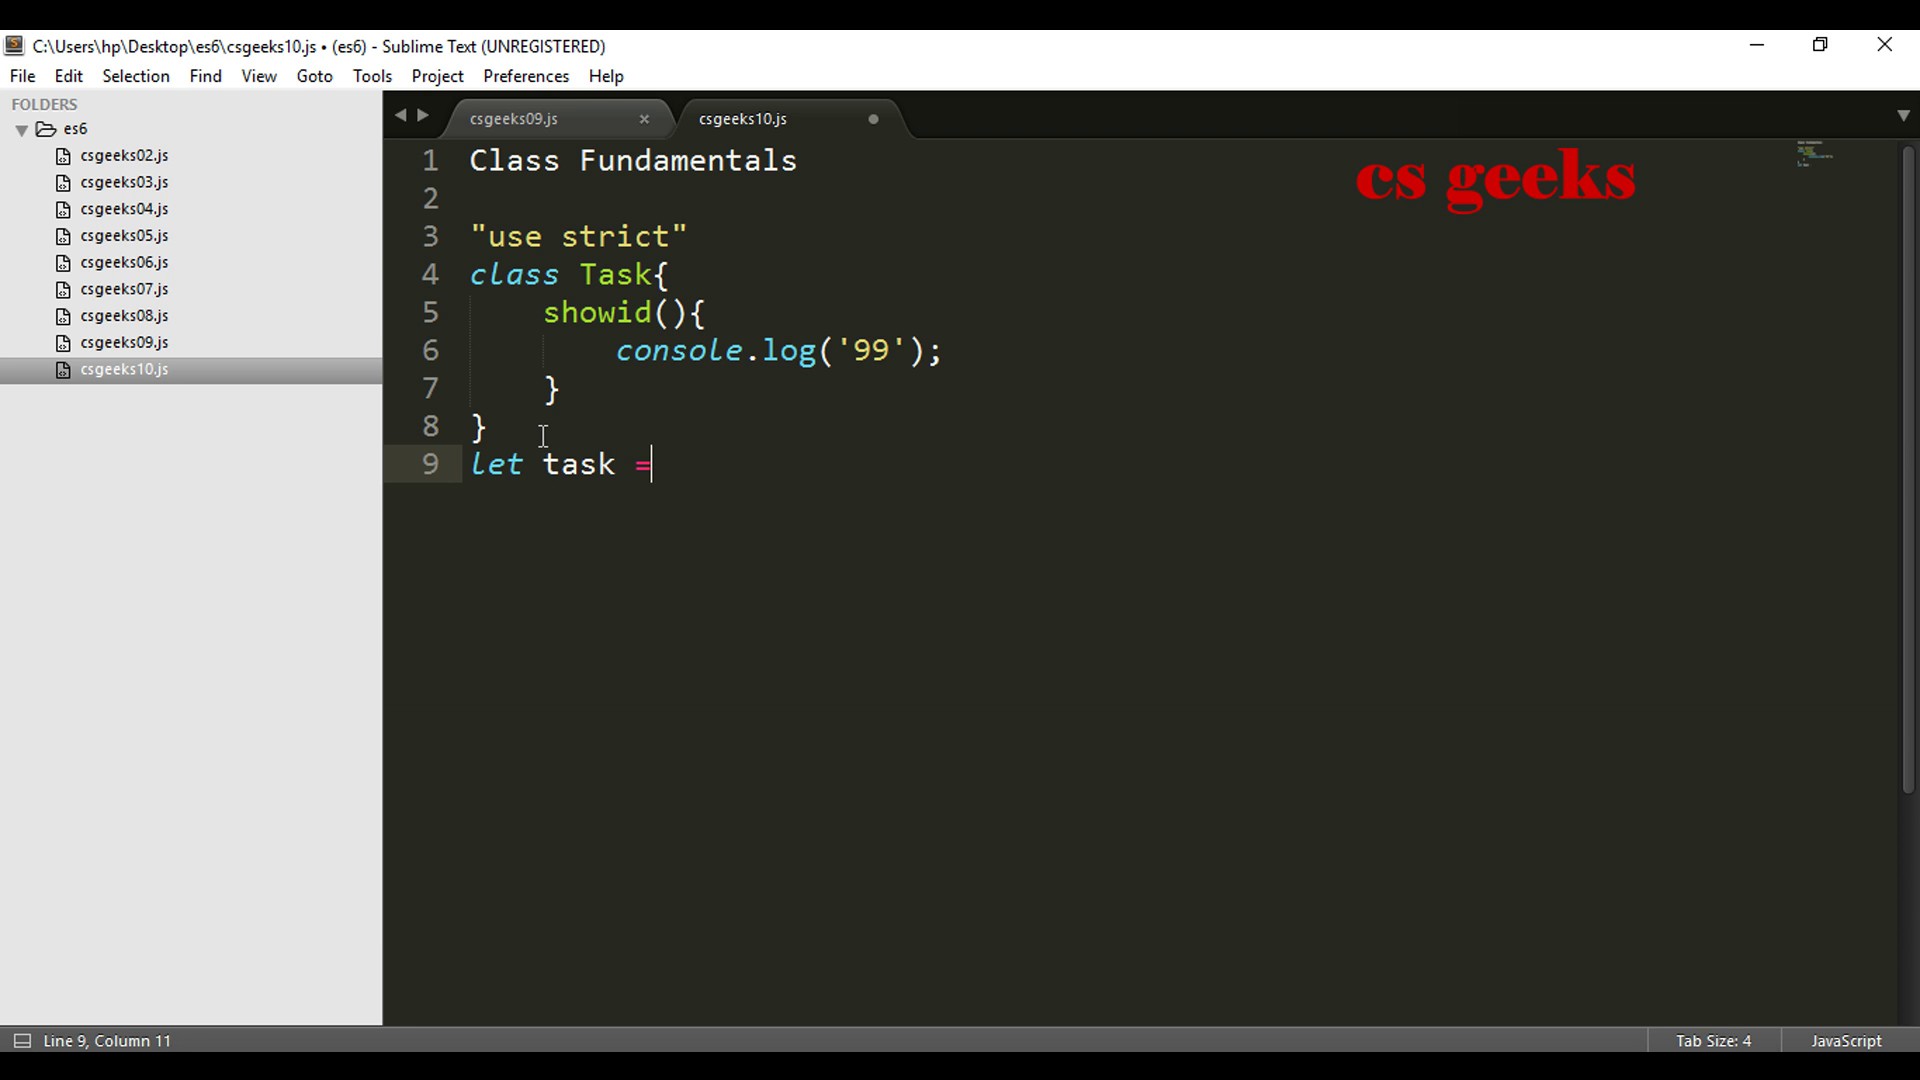 C:\Users\hp\Desktop\es6\csgeeks10.js • (es6) - Sublime Text (UNREGISTERED)
File Edit Selection Find View Goto Tools Project Preferences Help
FOLDERS
es6
csgeeks02.js
csgeeks03.js
csgeeks04.js
csgeeks05.js
csgeeks06.js
csgeeks07.js
csgeeks08.js
csgeeks09.js
csgeeks10.js
csgeeks09.js × csgeeks10.js
cs geeks
1 Class Fundamentals
2
3 "use strict"
4 class Task{
5     showid(){
6         console.log('99');
7     }
8 }
9 let task =
Line 9, Column 11
Tab Size: 4
JavaScript